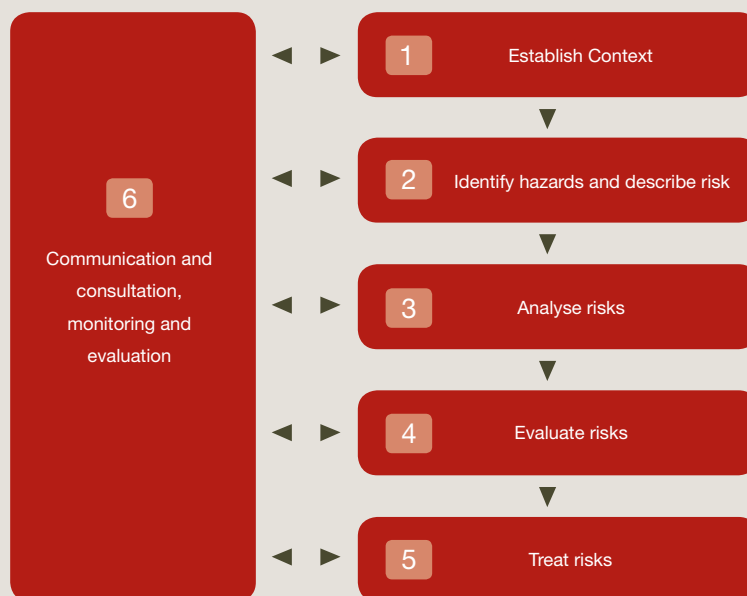 6
Communication and
consultation,
monitoring and
evaluation
1 Establish Context
2 Identify hazards and describe risk
3 Analyse risks
4 Evaluate risks
5 Treat risks